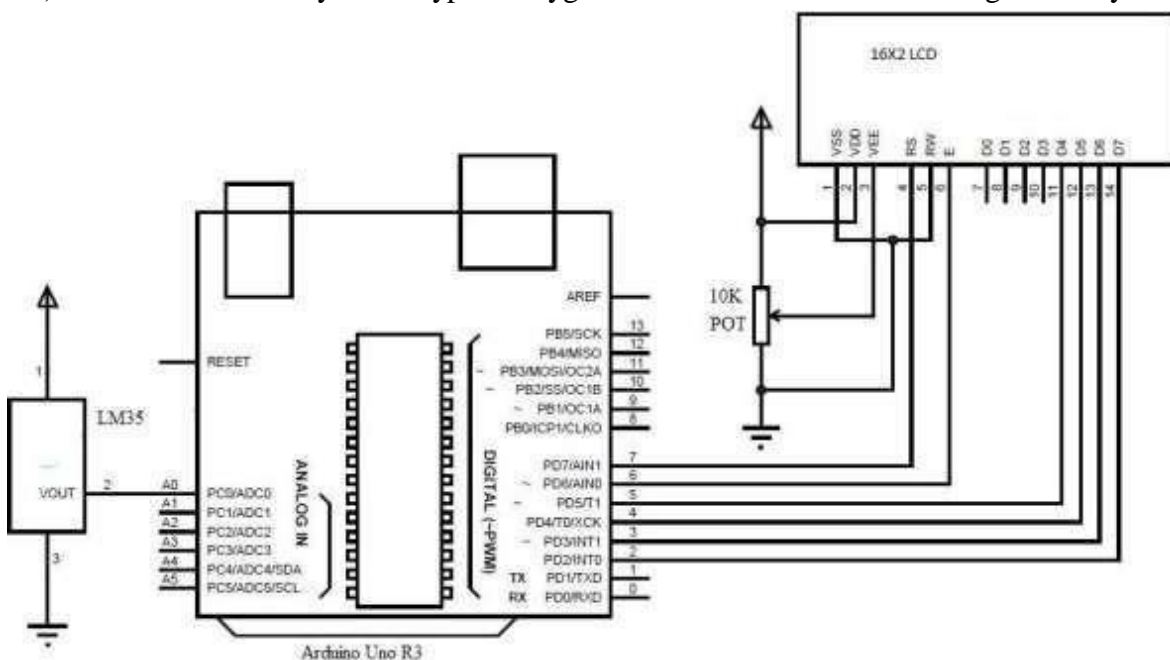 16X2 LCD
VSS
VDD
VEE
RS
RW
E
D0
D1
D2
D3
D4
D5
D6
D7
1
2
3
4
5
6
7
8
9
10
11
12
13
14
10K
POT
AREF
PB5/SCK 13
PB4/MISO 12
~ PB3/MOSI/OC2A 11
~ PB2/SS/OC1B 10
~ PB1/OC1A 9
PB0/ICP1/CLKO 8
PD7/AIN1 7
~ PD6/AIN0 6
~ PD5/T1 5
PD4/T0/XCK 4
~ PD3/INT1 3
PD2/INT0 2
TX PD1/TXD 1
RX PD0/RXD 0
DIGITAL (~PWM)
ANALOG IN
RESET
1
LM35
VOUT 2
3
A0 PC0/ADC0
A1 PC1/ADC1
A2 PC2/ADC2
A3 PC3/ADC3
A4 PC4/ADC4/SDA
A5 PC5/ADC5/SCL
Arduino Uno R3